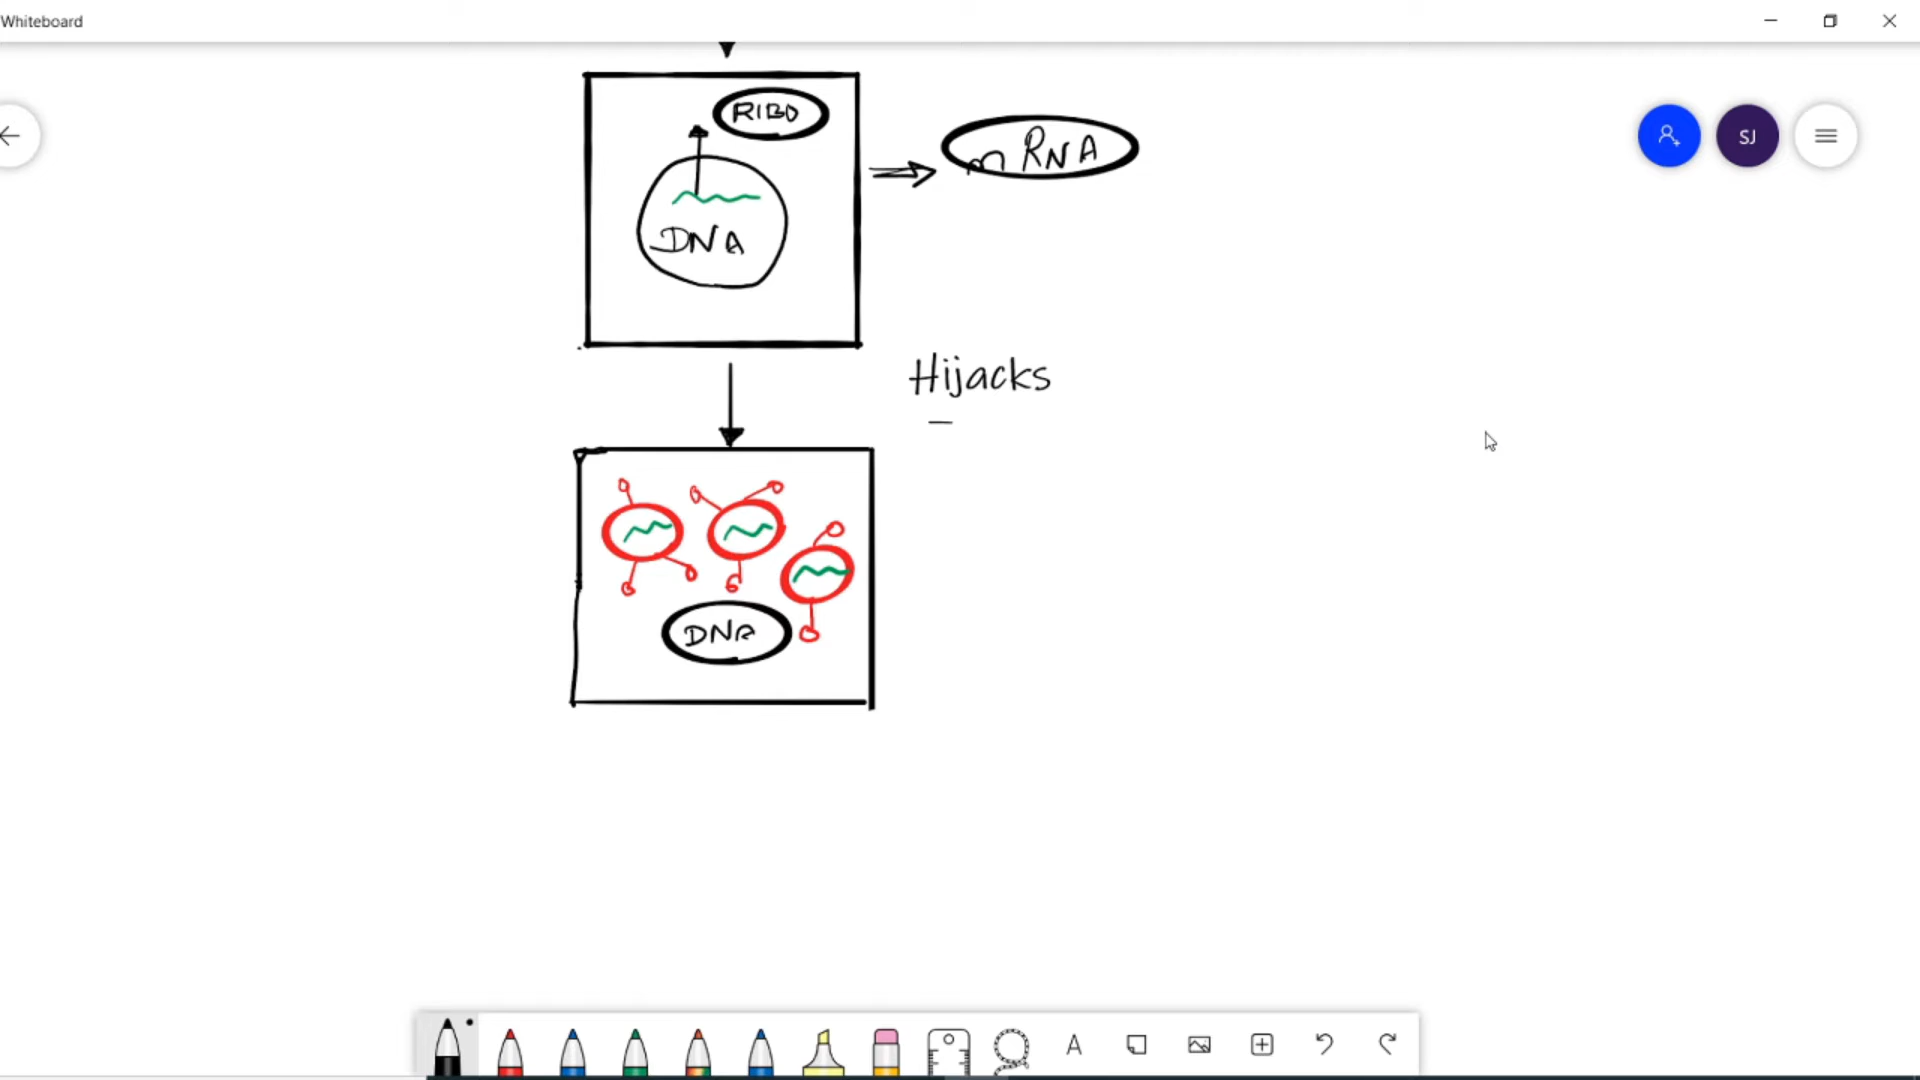 Whiteboard
RIBO
mRNA
SJ
DNA
Hijacks
DNA
A